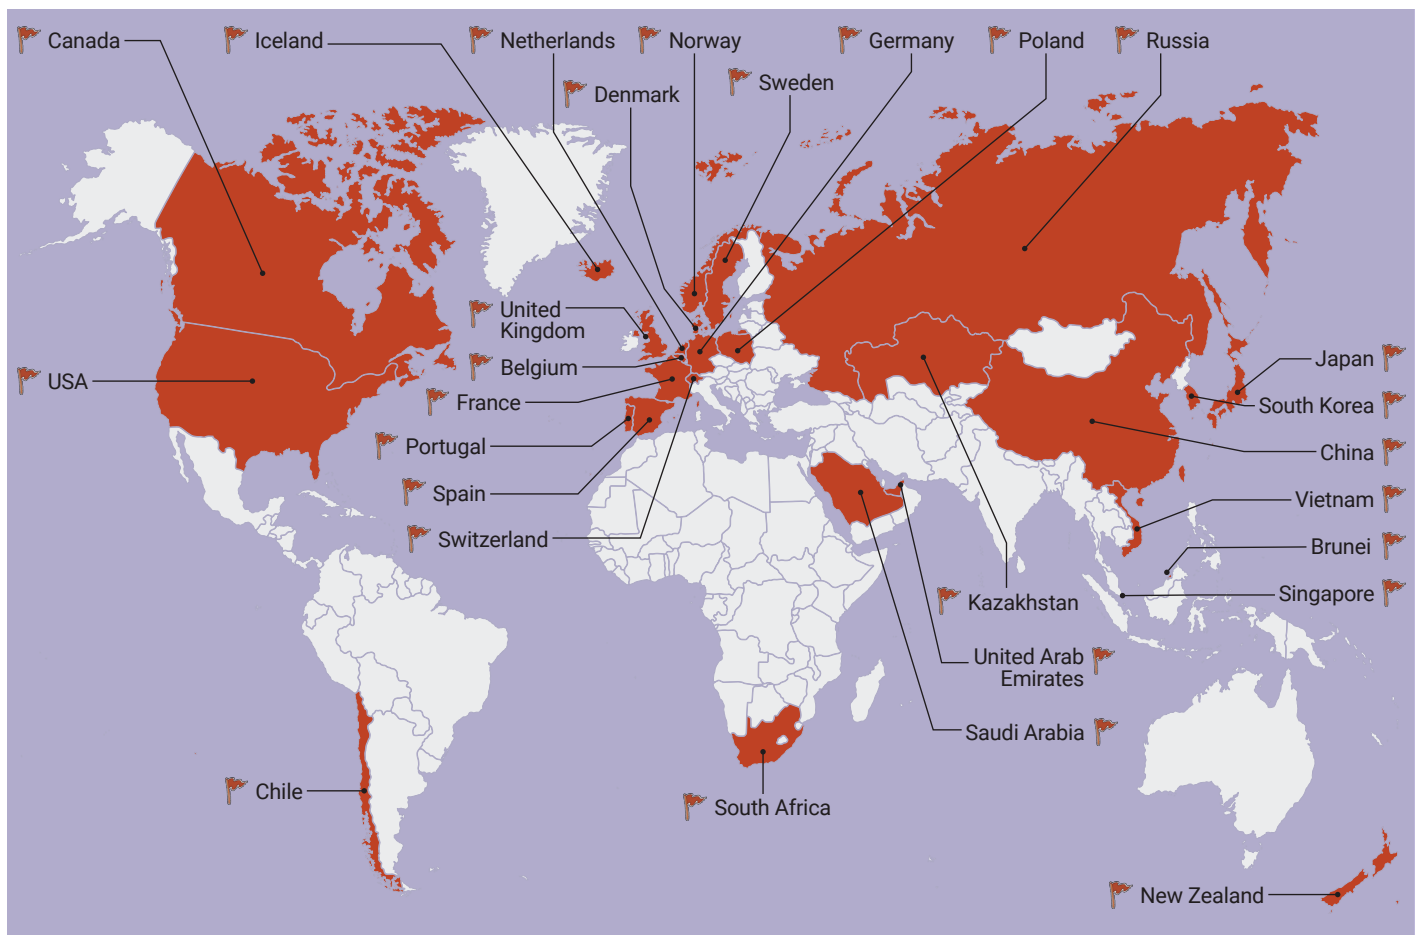 Canada
Iceland
Netherlands
Norway
Germany
Poland
Russia
Sweden
Denmark
United
Kingdom
Belgium
USA
France
Portugal
Spain
Switzerland
Japan
South Korea
China
Vietnam
Brunei
Singapore
Kazakhstan
United Arab
Emirates
Saudi Arabia
Chile
South Africa
New Zealand